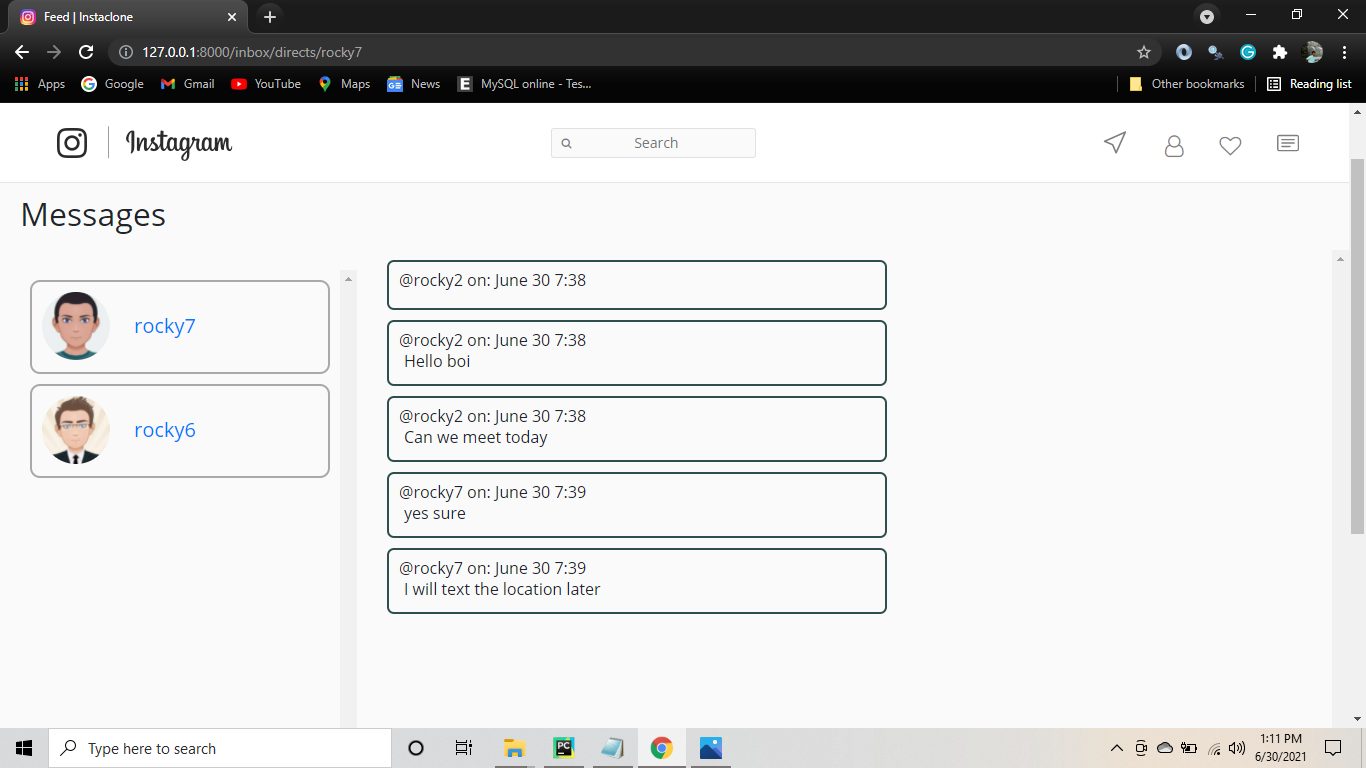 Feed | Instaclone
127.0.0.1:8000/inbox/directs/rocky7
Apps Google Gmail YouTube Maps News E MySQL online - Tes... Other bookmarks Reading list
Instagram Search
Messages
rocky7
rocky6
@rocky2 on: June 30 7:38
@rocky2 on: June 30 7:38
Hello boi
@rocky2 on: June 30 7:38
Can we meet today
@rocky7 on: June 30 7:39
yes sure
@rocky7 on: June 30 7:39
I will text the location later
Type here to search
PC
1:11 PM
6/30/2021